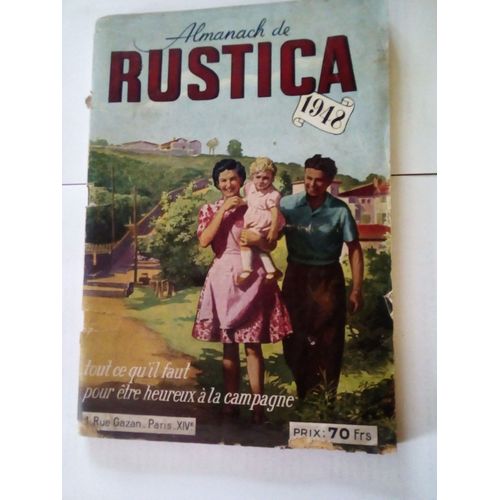 Almanach de
RUSTICA
1948
tout ce qu'il faut
pour être heureux à la campagne
1 Rue Gazan. Paris. XIVe
PRIX: 70 Frs